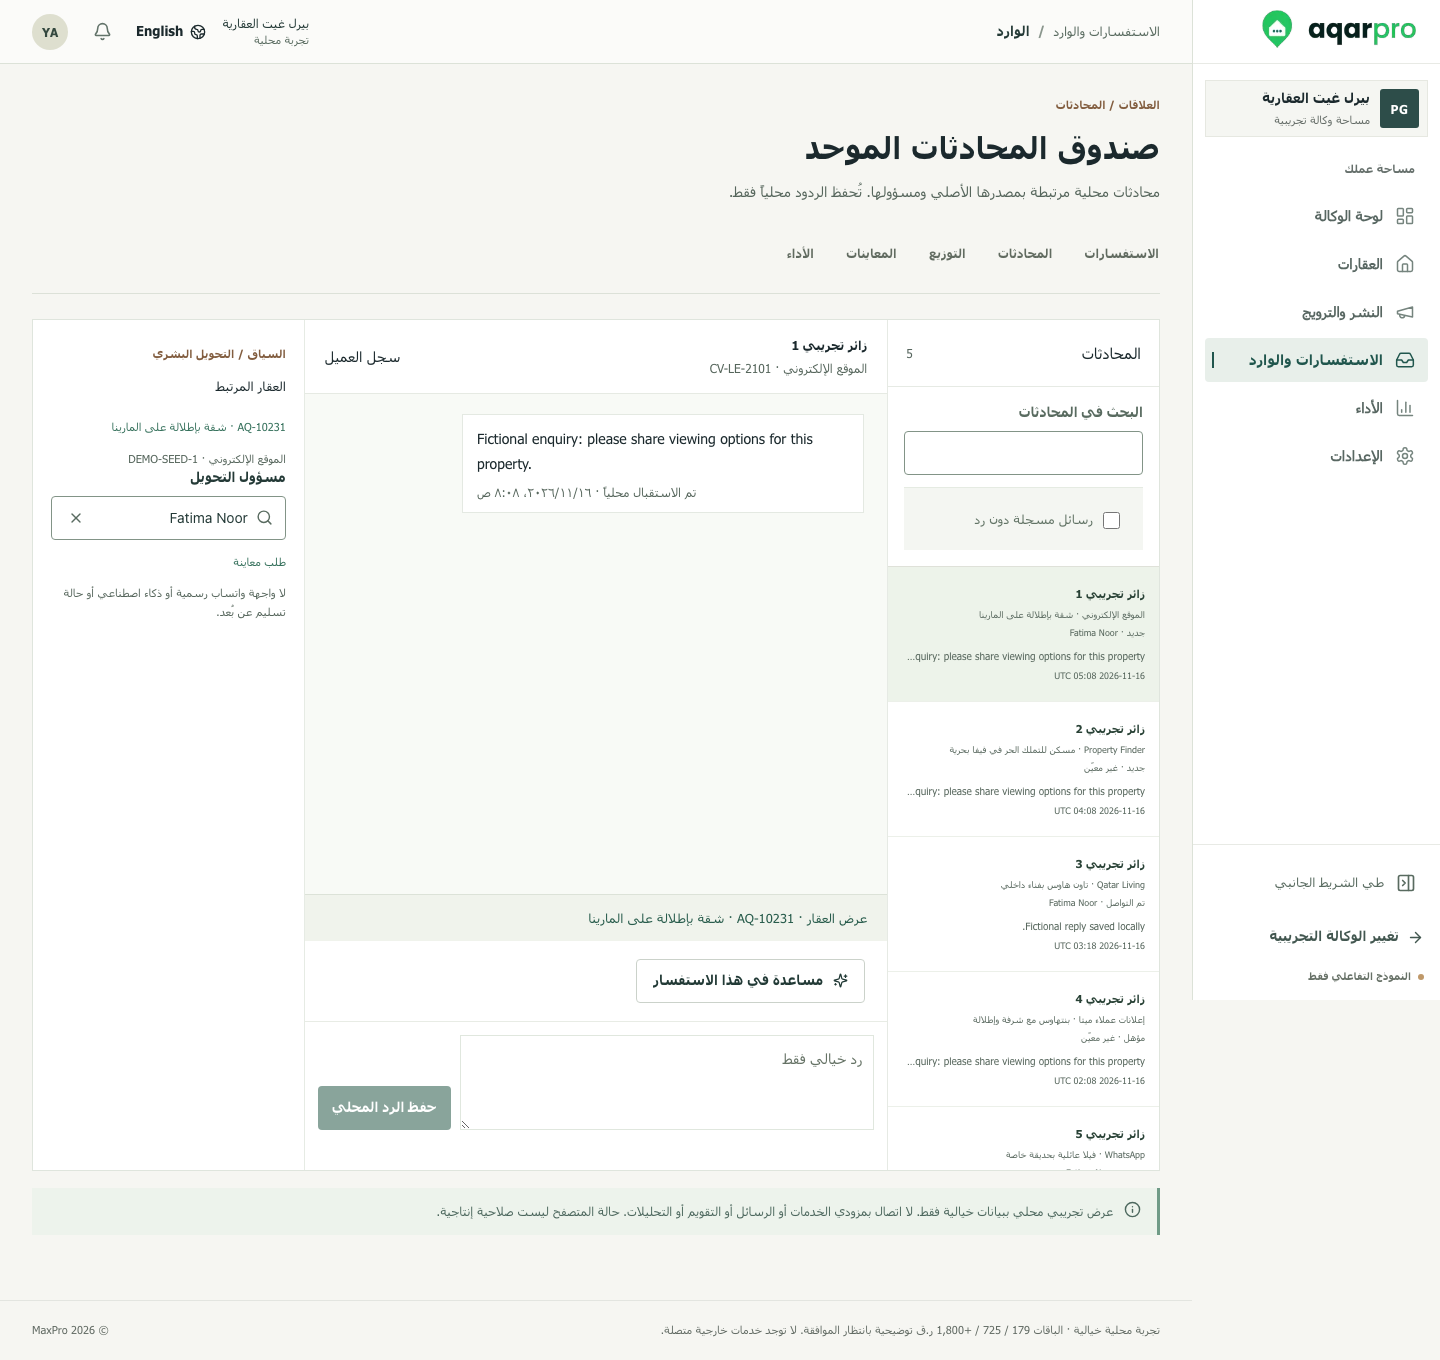 aqarpro
PG
بيرل غيت العقارية
مساحة وكالة تجريبية
مساحة عملك
لوحة الوكالة
العقارات
النشر والترويج
الاستفسارات والوارد
الأداء
الإعدادات
طي الشريط الجانبي
تغيير الوكالة التجريبية
النموذج التفاعلي فقط
الاستفسارات والوارد / الوارد
بيرل غيت العقارية
تجربة محلية
English
YA
العلاقات / المحادثات
صندوق المحادثات الموحد
محادثات محلية مرتبطة بمصدرها الأصلي ومسؤولها. تُحفظ الردود محلياً فقط.
الاستفسارات
المحادثات
التوزيع
المعاينات
الأداء
المحادثات
5
البحث في المحادثات
رسائل مسجلة دون رد
زائر تجريبي 1
الموقع الإلكتروني · شقة بإطلالة على المارينا
جديد · Fatima Noor
quiry: please share viewing options for this property...
2026-11-16 05:08 UTC
زائر تجريبي 2
Property Finder · مسكن للتملك الحر في فيفا بحرية
جديد · غير معيّن
quiry: please share viewing options for this property...
2026-11-16 04:08 UTC
زائر تجريبي 3
Qatar Living · تاون هاوس بفناء داخلي
تم التواصل · Fatima Noor
Fictional reply saved locally.
2026-11-16 03:18 UTC
زائر تجريبي 4
إعلانات عملاء ميتا · بنتهاوس مع شرفة وإطلالة
مؤهل · غير معيّن
quiry: please share viewing options for this property...
2026-11-16 02:08 UTC
زائر تجريبي 5
WhatsApp · فيلا عائلية بحديقة خاصة
زائر تجريبي 1
الموقع الإلكتروني · CV-LE-2101
سجل العميل
Fictional enquiry: please share viewing options for this
property.
تم الاستقبال محلياً · ٢٠٢٦/١١/١٦، ٨:٠٨ ص
عرض العقار · AQ-10231 · شقة بإطلالة على المارينا
مساعدة في هذا الاستفسار
رد خيالي فقط
حفظ الرد المحلي
السياق / التحويل البشري
العقار المرتبط
AQ-10231 · شقة بإطلالة على المارينا
الموقع الإلكتروني · DEMO-SEED-1
مسؤول التحويل
Fatima Noor
طلب معاينة
لا واجهة واتساب رسمية أو ذكاء اصطناعي أو حالة
تسليم عن بُعد.
عرض تجريبي محلي ببيانات خيالية فقط. لا اتصال بمزودي الخدمات أو الرسائل أو التقويم أو التحليلات. حالة المتصفح ليست صلاحية إنتاجية.
تجربة محلية خيالية · الباقات 179 / 725 / 1,800+ ر.ق توضيحية بانتظار الموافقة. لا توجد خدمات خارجية متصلة.
© 2026 MaxPro